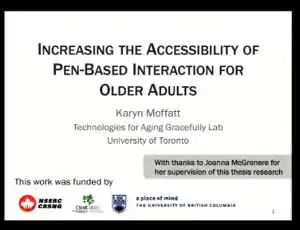 INCREASING THE ACCESSIBILITY OF
PEN-BASED INTERACTION FOR
OLDER ADULTS
Karyn Moffatt
Technologies for Aging Gracefully Lab
University of Toronto
With thanks to Joanna McGrenere for
her supervision of this thesis research
This work was funded by
NSERC
CRSNG
a place of mind
THE UNIVERSITY OF BRITISH COLUMBIA
1